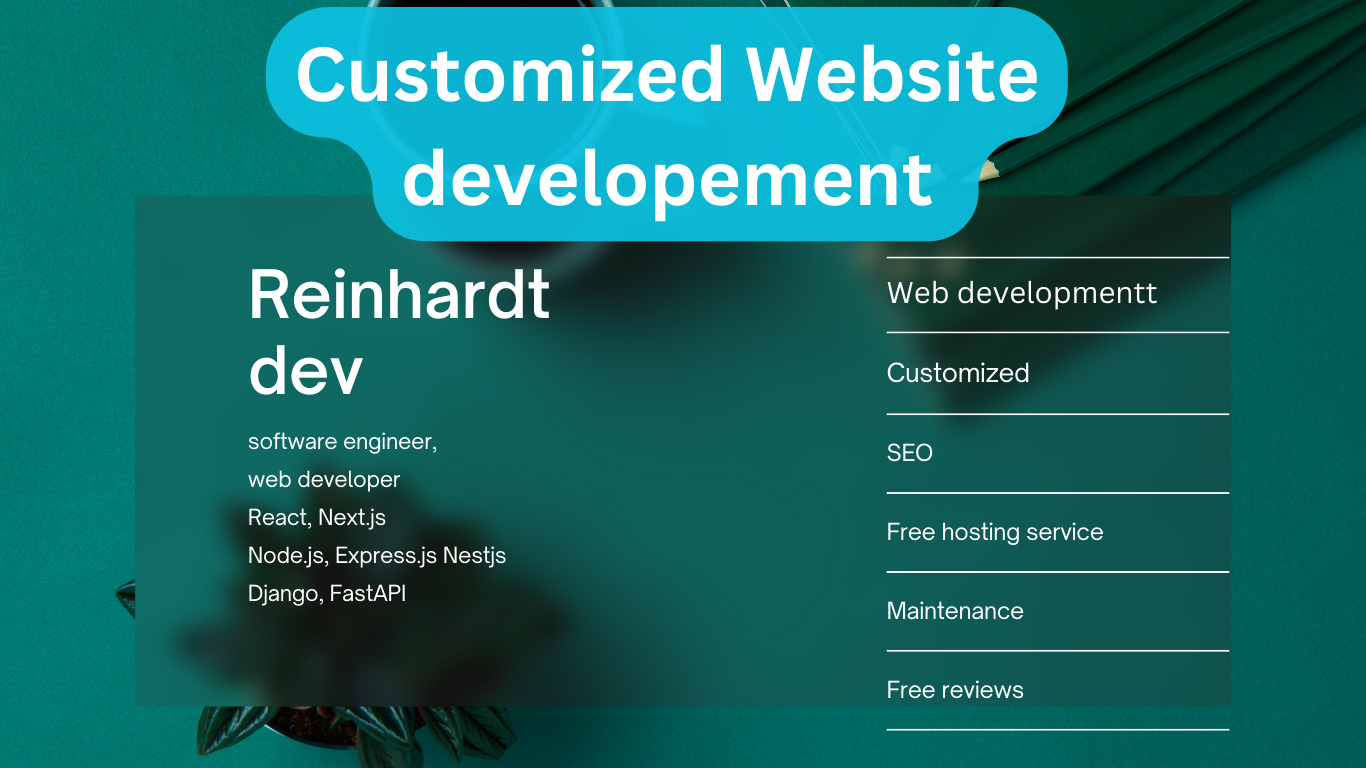 Customized Website
developement
Reinhardt
dev
software engineer,
web developer
React, Next.js
Node.js, Express.js Nestjs
Django, FastAPI
Web developmentt
Customized
SEO
Free hosting service
Maintenance
Free reviews